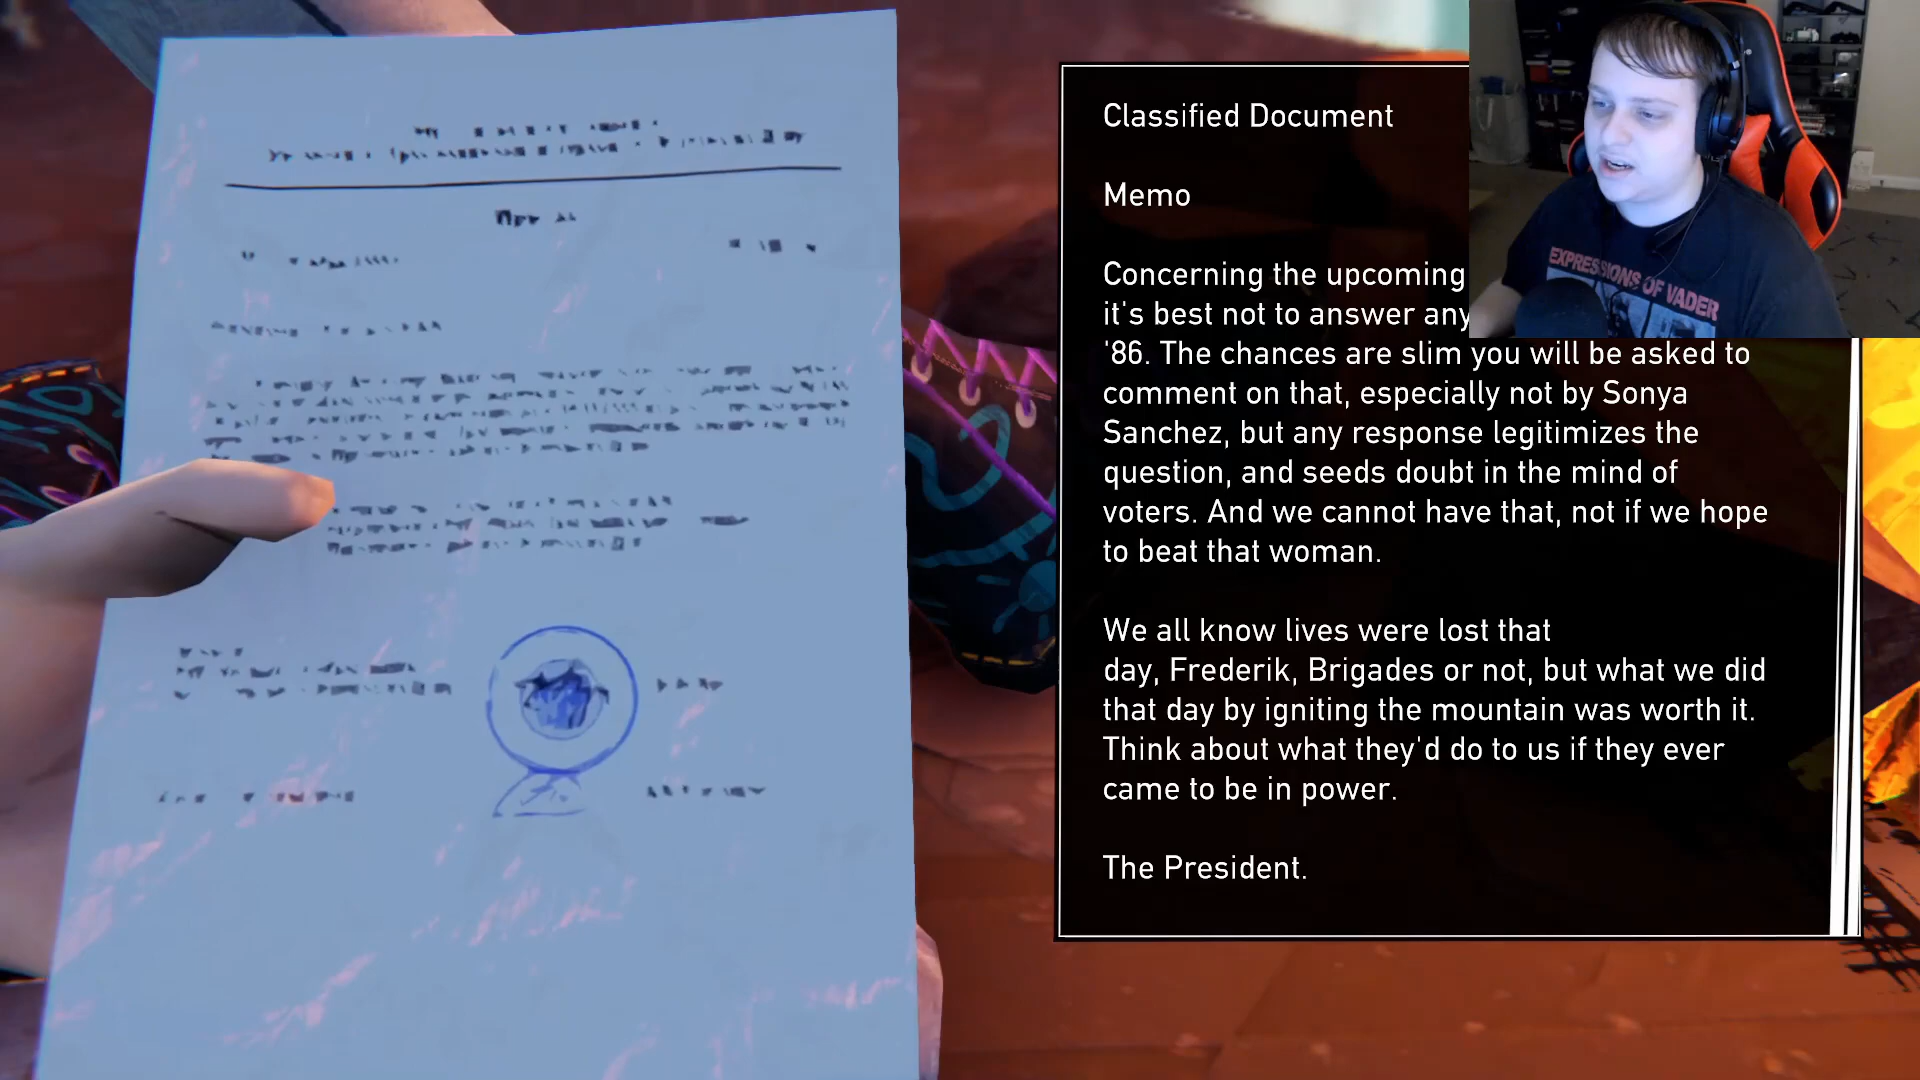 Classified Document
Memo
Concerning the upcoming
it's best not to answer any
'86. The chances are slim you will be asked to
comment on that, especially not by Sonya
Sanchez, but any response legitimizes the
question, and seeds doubt in the mind of
voters. And we cannot have that, not if we hope
to beat that woman.
We all know lives were lost that
day, Frederik, Brigades or not, but what we did
that day by igniting the mountain was worth it.
Think about what they'd do to us if they ever
came to be in power.
The President.
EXPRESSIONS OF VADER